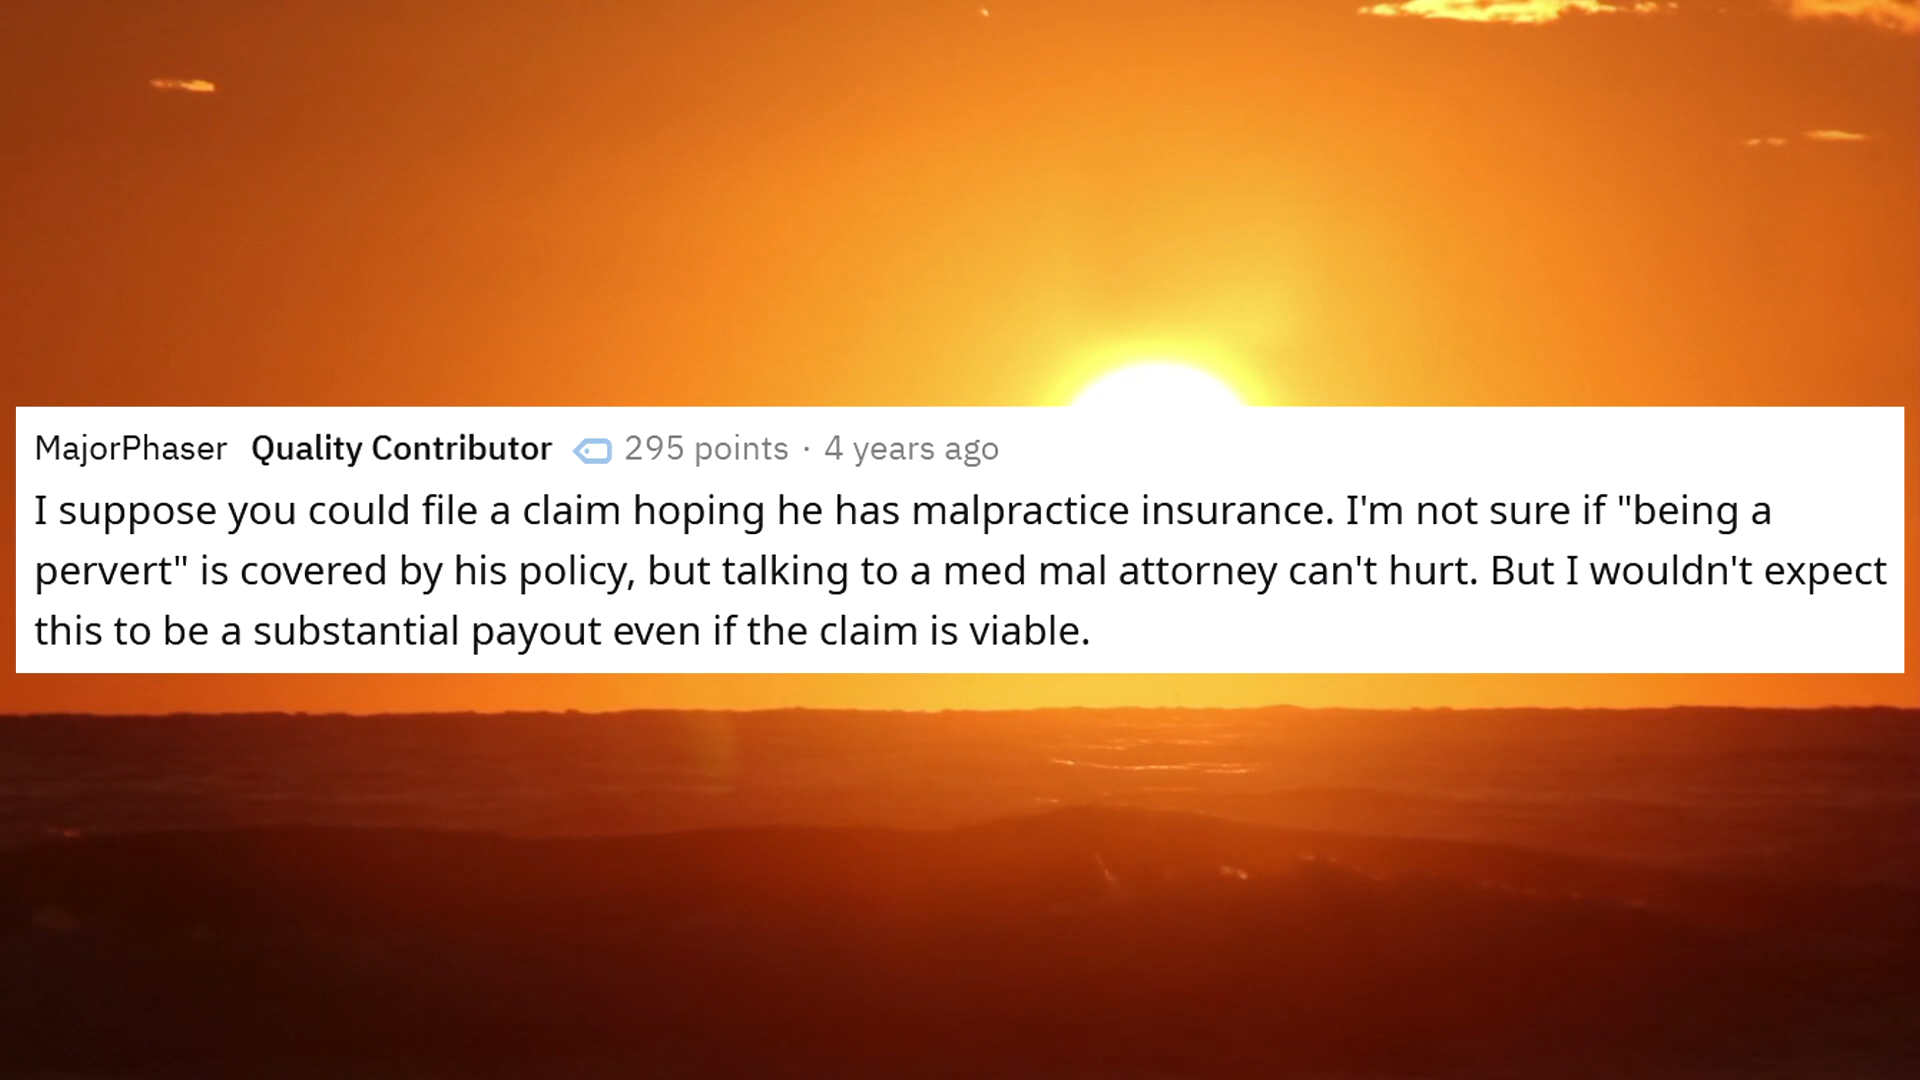 MajorPhaser Quality Contributor 295 points · 4 years ago
I suppose you could file a claim hoping he has malpractice insurance. I'm not sure if "being a
pervert" is covered by his policy, but talking to a med mal attorney can't hurt. But I wouldn't expect
this to be a substantial payout even if the claim is viable.